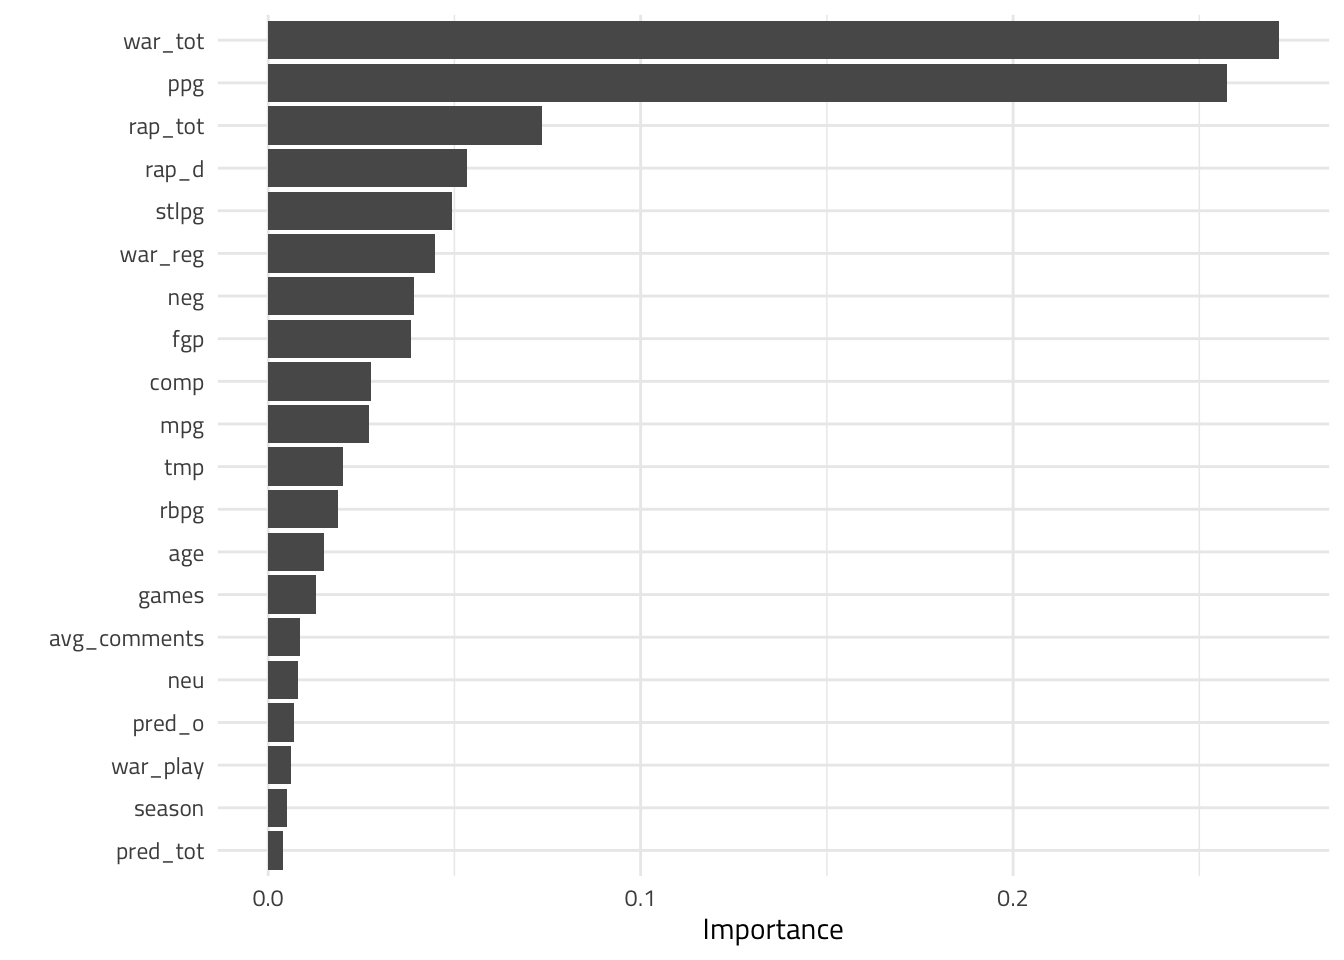 war_tot
ppg
rap_tot
rap_d
stlpg
war_reg
neg
fgp
comp
mpg
tmp
rbpg
age
games
avg_comments
neu
pred_o
war_play
season
pred_tot
0.0 0.1 0.2
Importance